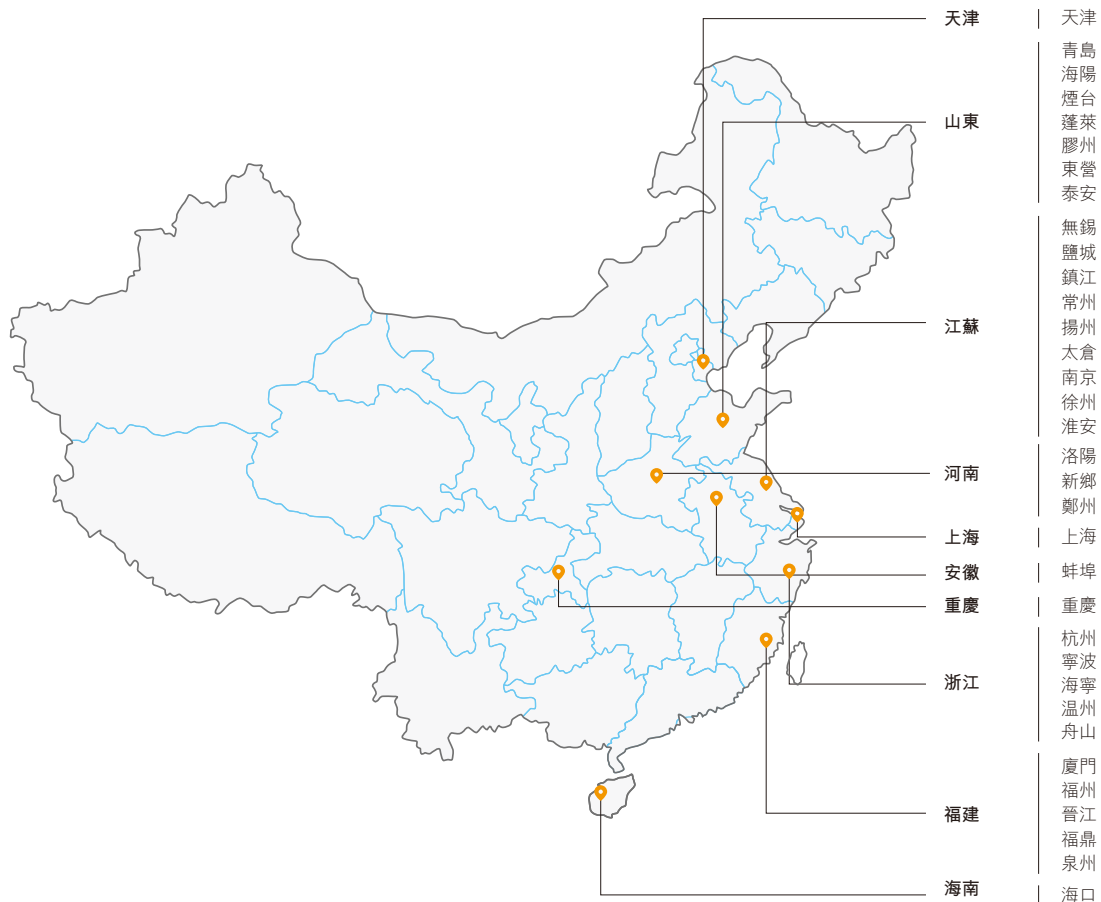 天津
天津
山東
青島
海陽
煙台
蓬萊
膠州
東營
泰安
江蘇
無錫
鹽城
鎮江
常州
揚州
太倉
南京
徐州
淮安
河南
洛陽
新鄉
鄭州
上海
上海
安徽
蚌埠
重慶
重慶
浙江
杭州
寧波
海寧
温州
舟山
福建
廈門
福州
晉江
福鼎
泉州
海南
海口